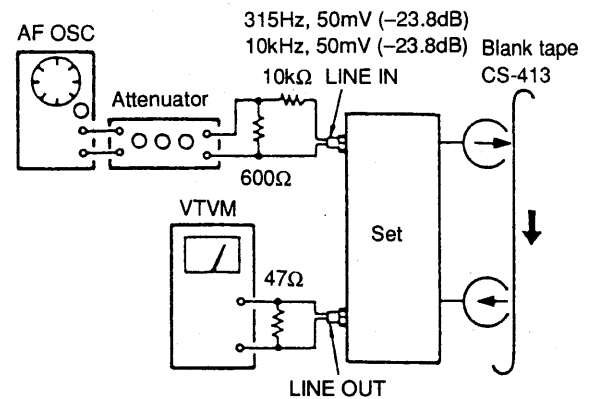 315Hz, 50mV (−23.8dB)
AF OSC
10kHz, 50mV (−23.8dB)
Blank tape
CS-413
10kΩ
LINE IN
Attenuator
600Ω
VTVM
Set
47Ω
LINE OUT